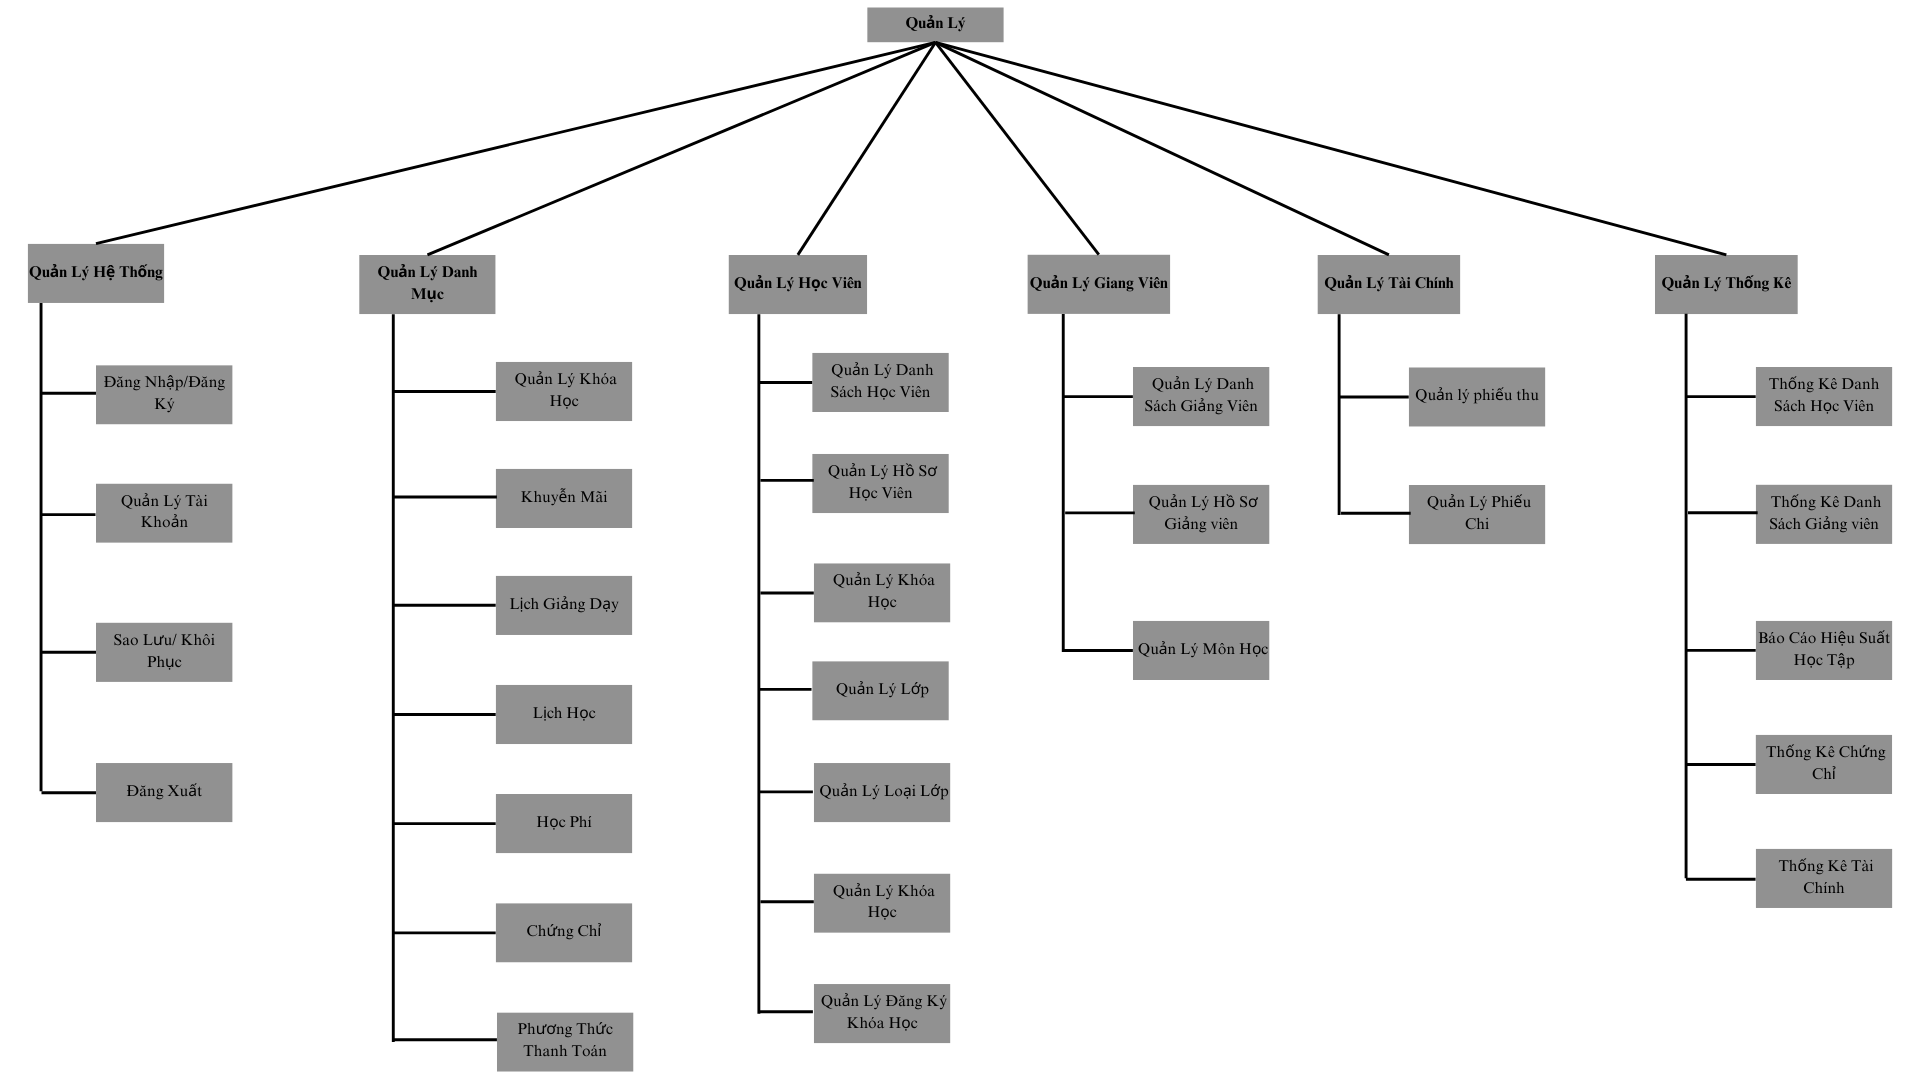 Quản Lý
Quản Lý Hệ Thống
Đăng Nhập/Đăng
Ký
Quản Lý Tài
Khoản
Sao Lưu/ Khôi
Phục
Đăng Xuất
Quản Lý Danh
Mục
Quản Lý Khóa
Học
Khuyễn Mãi
Lịch Giảng Dạy
Lịch Học
Học Phí
Chứng Chỉ
Phương Thức
Thanh Toán
Quản Lý Học Viên
Quản Lý Danh
Sách Học Viên
Quản Lý Hồ Sơ
Học Viên
Quản Lý Khóa
Học
Quản Lý Lớp
Quản Lý Loại Lớp
Quản Lý Khóa
Học
Quản Lý Đăng Ký
Khóa Học
Quản Lý Giang Viên
Quản Lý Danh
Sách Giảng Viên
Quản Lý Hồ Sơ
Giảng viên
Quản Lý Môn Học
Quản Lý Tài Chính
Quản lý phiếu thu
Quản Lý Phiếu
Chi
Quản Lý Thống Kê
Thống Kê Danh
Sách Học Viên
Thống Kê Danh
Sách Giảng viên
Báo Cáo Hiệu Suất
Học Tập
Thống Kê Chứng
Chỉ
Thống Kê Tài
Chính